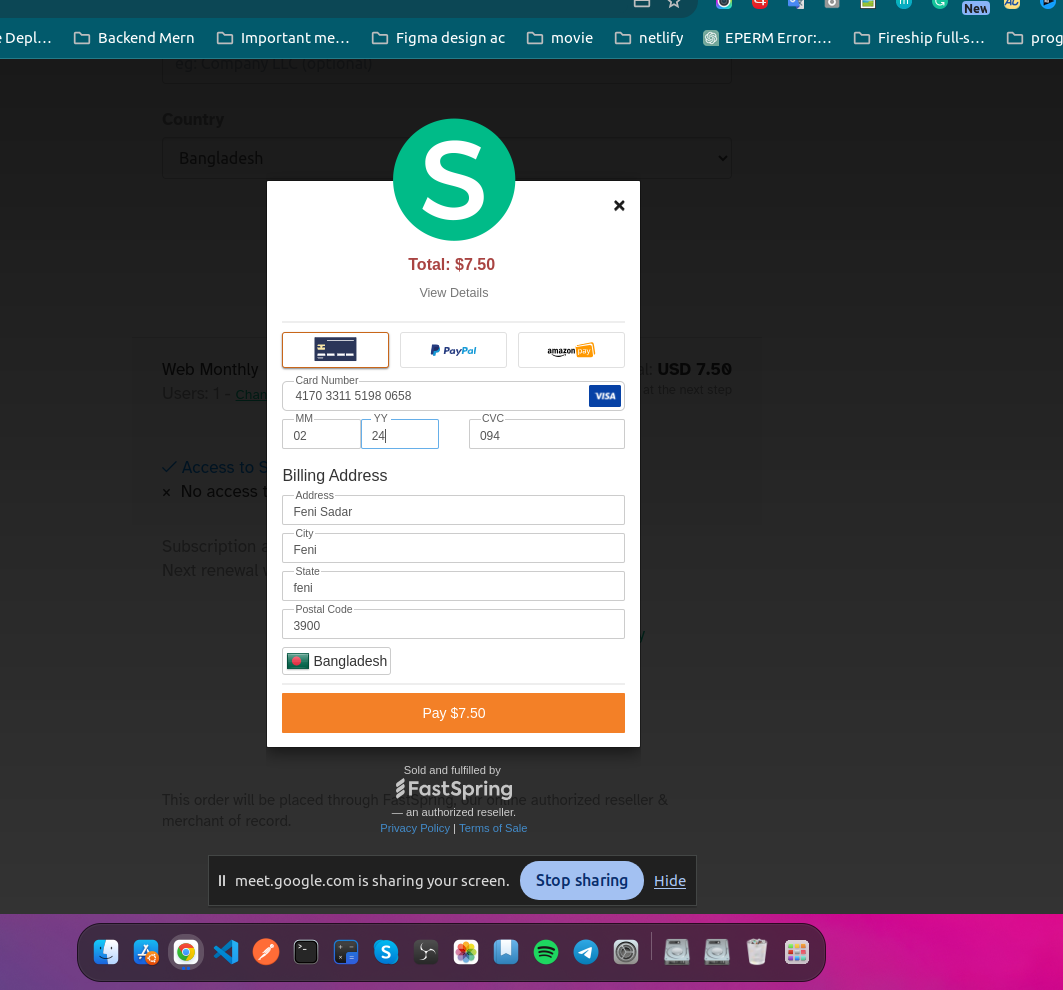 New
e Depl…
Backend Mern
Important me…
Figma design ac
movie
netlify
EPERM Error:…
Fireship full-s…
prog
eg. Company LLC (optional)
Country
Bangladesh
S
×
Total: $7.50
View Details
PayPal
amazon pay
Web Monthly
USD 7.50
Users: 1 -
at the next step
Card Number
4170 3311 5198 0658
VISA
MM
YY
CVC
02
24
094
Access to S
Billing Address
× No access t
Address
Feni Sadar
City
Subscription a
Feni
Next renewal
State
feni
Postal Code
3900
Bangladesh
Pay $7.50
Sold and fulfilled by
FastSpring
This order will be placed through FastSpring, our online authorized reseller &
merchant of record.
— an authorized reseller.
Privacy Policy | Terms of Sale
meet.google.com is sharing your screen.
Stop sharing
Hide